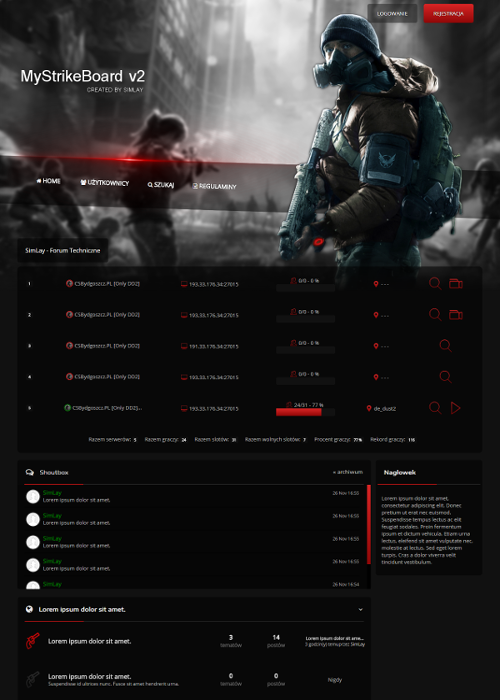 LOGOWANIE REJESTRACJA
MyStrikeBoard v2
CREATED BY SIMLAY
HOME UŻYTKOWNICY SZUKAJ REGULAMINY
SimLay - Forum Techniczne
1 CSBydgoszcz.PL [Only DD2] 193.33.176.34:27015 0/0 - 0 % ---
2 CSBydgoszcz.PL [Only DD2] 193.33.176.34:27015 0/0 - 0 % ---
3 CSBydgoszcz.PL [Only DD2] 193.33.176.34:27015 0/0 - 0 % ---
4 CSBydgoszcz.PL [Only DD2] 193.33.176.34:27015 0/0 - 0 % ---
5 CSBydgoszcz.PL [Only DD2]... 193.33.176.34:27015 24/31 - 77 % de_dust2
Razem serwerów: 5 Razem graczy: 24 Razem slotów: 31 Razem wolnych slotów: 7 Procent graczy: 77% Rekord graczy: 116
Shoutbox « archiwum
SimLay 26 Nov 16:55
Lorem ipsum dolor sit amet.
SimLay 26 Nov 16:55
Lorem ipsum dolor sit amet.
SimLay 26 Nov 16:55
Lorem ipsum dolor sit amet.
SimLay 26 Nov 16:55
Lorem ipsum dolor sit amet.
SimLay 26 Nov 16:54
Nagłowek
Lorem ipsum dolor sit amet,
consectetur adipiscing elit. Donec
pretium ut erat nec euismod.
Suspendisse tempus lectus ac elit
feugiat sodales. Proin fermentum
ipsum et dictum vehicula. Etiam urna
lectus, eleifend sit amet vulputate nec,
molestie at lectus. Sed eget lorem
turpis. Cras a dolor viverra velit
tincidunt vestibulum.
Lorem ipsum dolor sit amet.
Lorem ipsum dolor sit amet. 3 tematów 14 postów Lorem ipsum dolor sit ame...
3 godzin(y) temu przez SimLay
Lorem ipsum dolor sit amet. 0 tematów 0 postów Nigdy
Suspendisse id ultrices nunc. Fusce sit amet hendrerit urna.